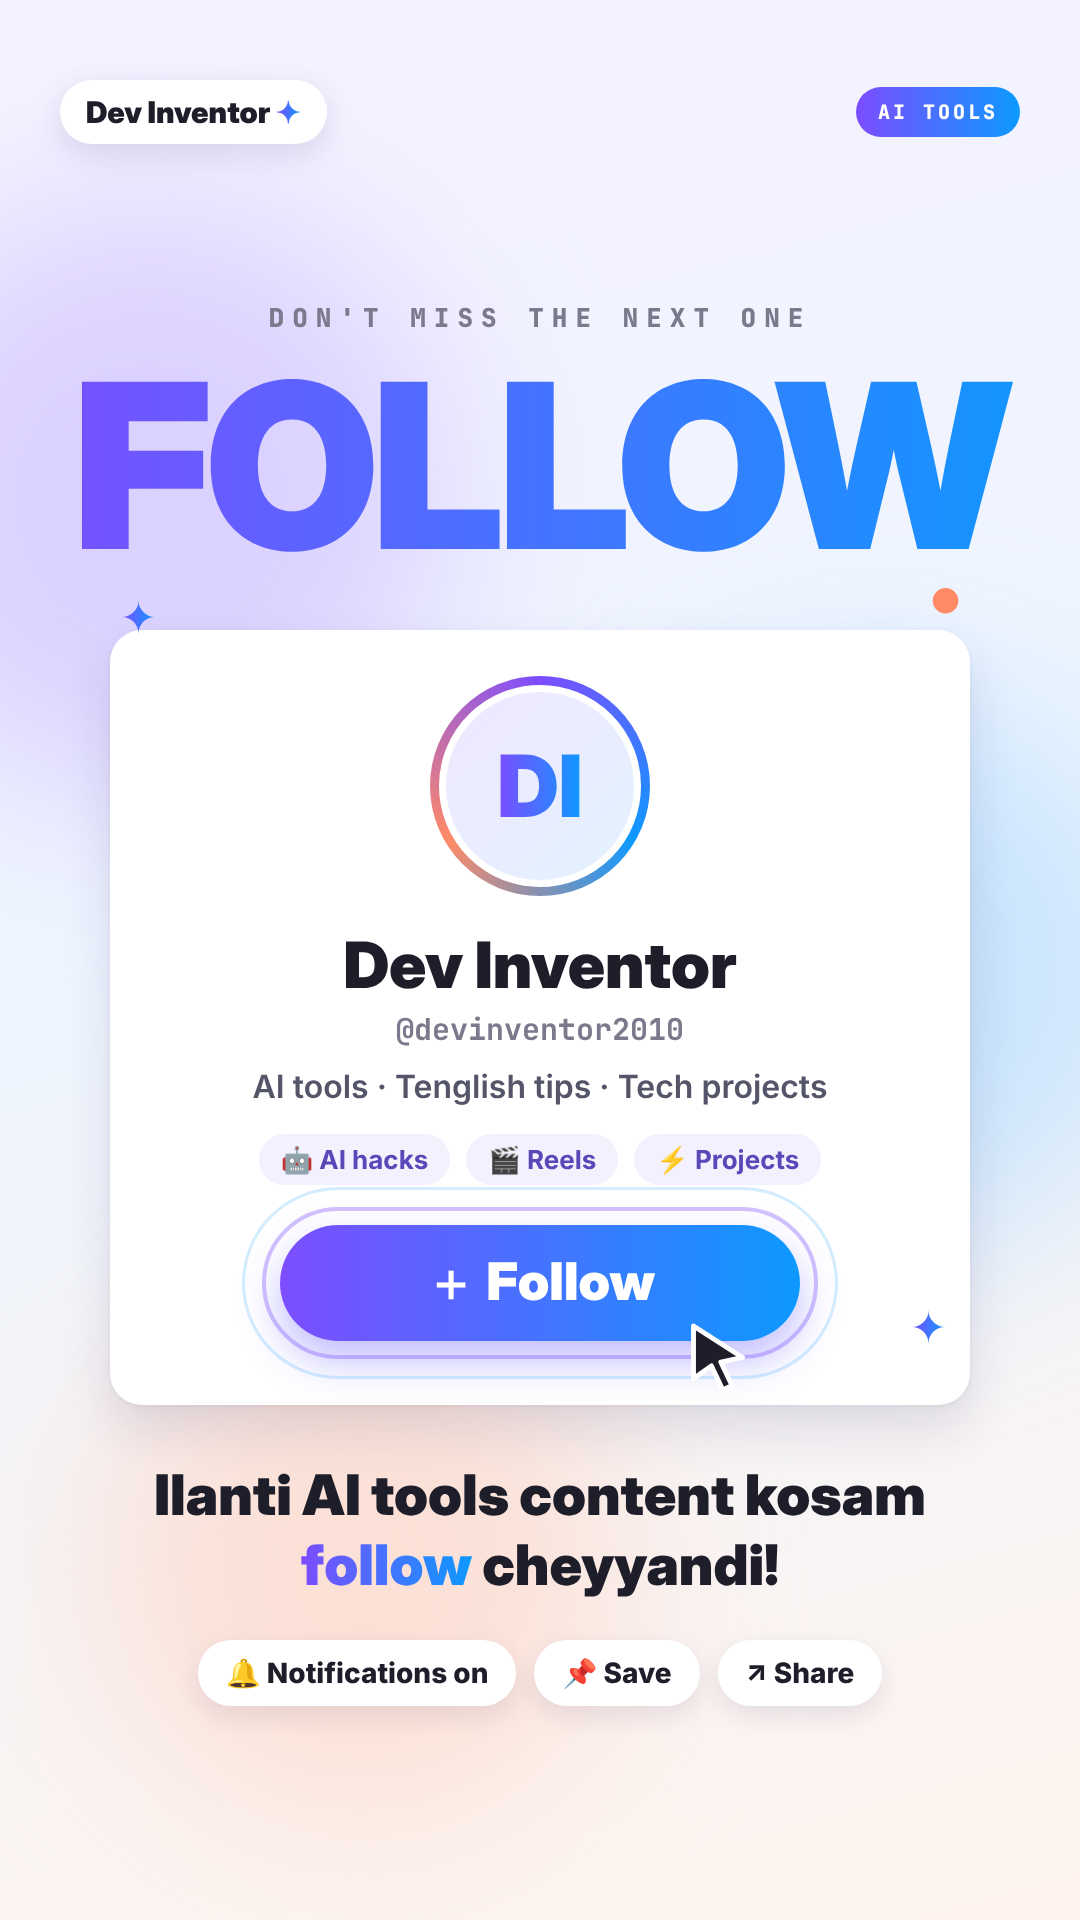 Dev Inventor ✦
AI TOOLS
DON'T MISS THE NEXT ONE
FOLLOW
DI
Dev Inventor
@devinventor2010
AI tools · Tenglish tips · Tech projects
🤖 AI hacks
🎬 Reels
⚡ Projects
+ Follow
Ilanti AI tools content kosam
follow cheyyandi!
🔔 Notifications on
📌 Save
↗ Share